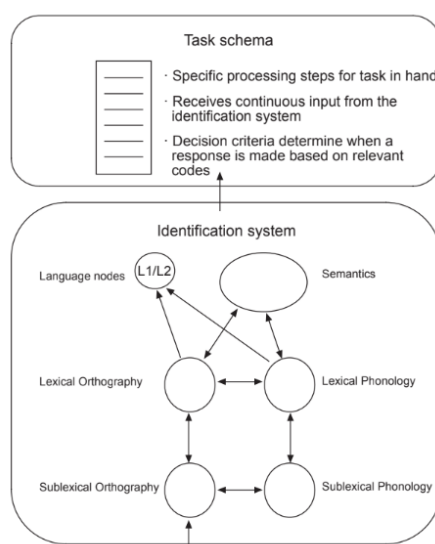 Task schema
· Specific processing steps for task in hand
· Receives continuous input from the
identification system
· Decision criteria determine when a
response is made based on relevant
codes
Identification system
Language nodes
L1/L2
Semantics
Lexical Orthography
Lexical Phonology
Sublexical Orthography
Sublexical Phonology